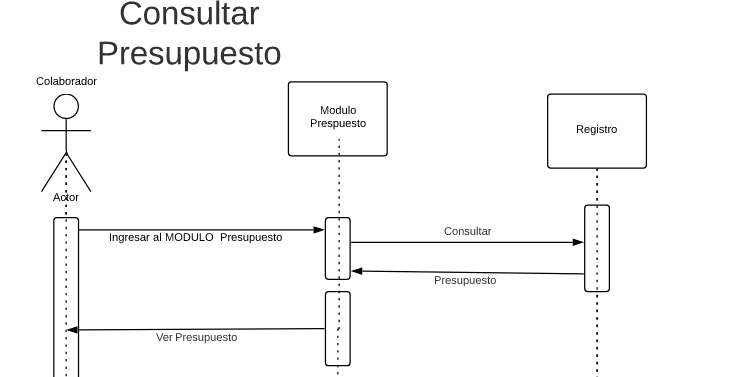 Consultar
Presupuesto
Colaborador
Actor
Modulo
Prespuesto
Registro
Ingresar al MODULO  Presupuesto
Consultar
Presupuesto
Ver Presupuesto